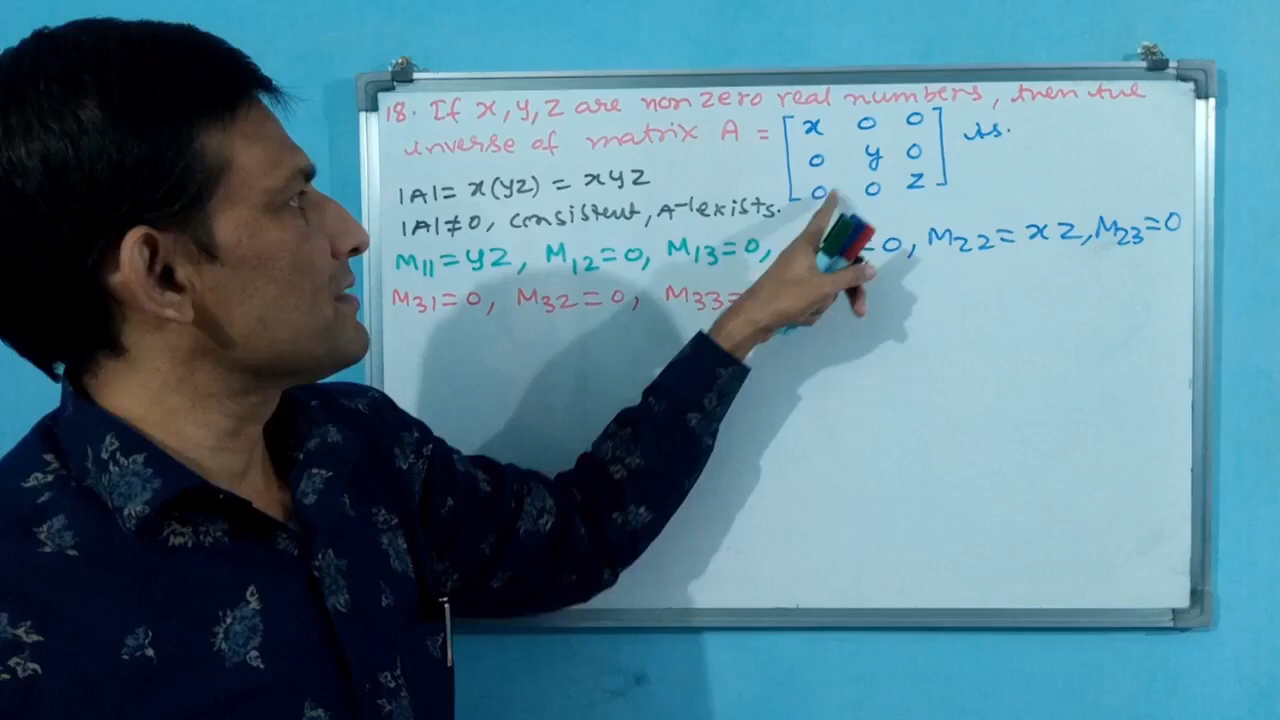 18. If x, y, z are non zero real numbers, then the
inverse of matrix A = [x 0 0
0 y 0
0 0 z] is.
|A| = x(yz) = xyz
|A| ≠ 0, consistent, A⁻¹ exists.
M₁₁ = yz, M₁₂ = 0, M₁₃ = 0, = 0, M₂₂ = xz, M₂₃ = 0
M₃₁ = 0, M₃₂ = 0, M₃₃ =